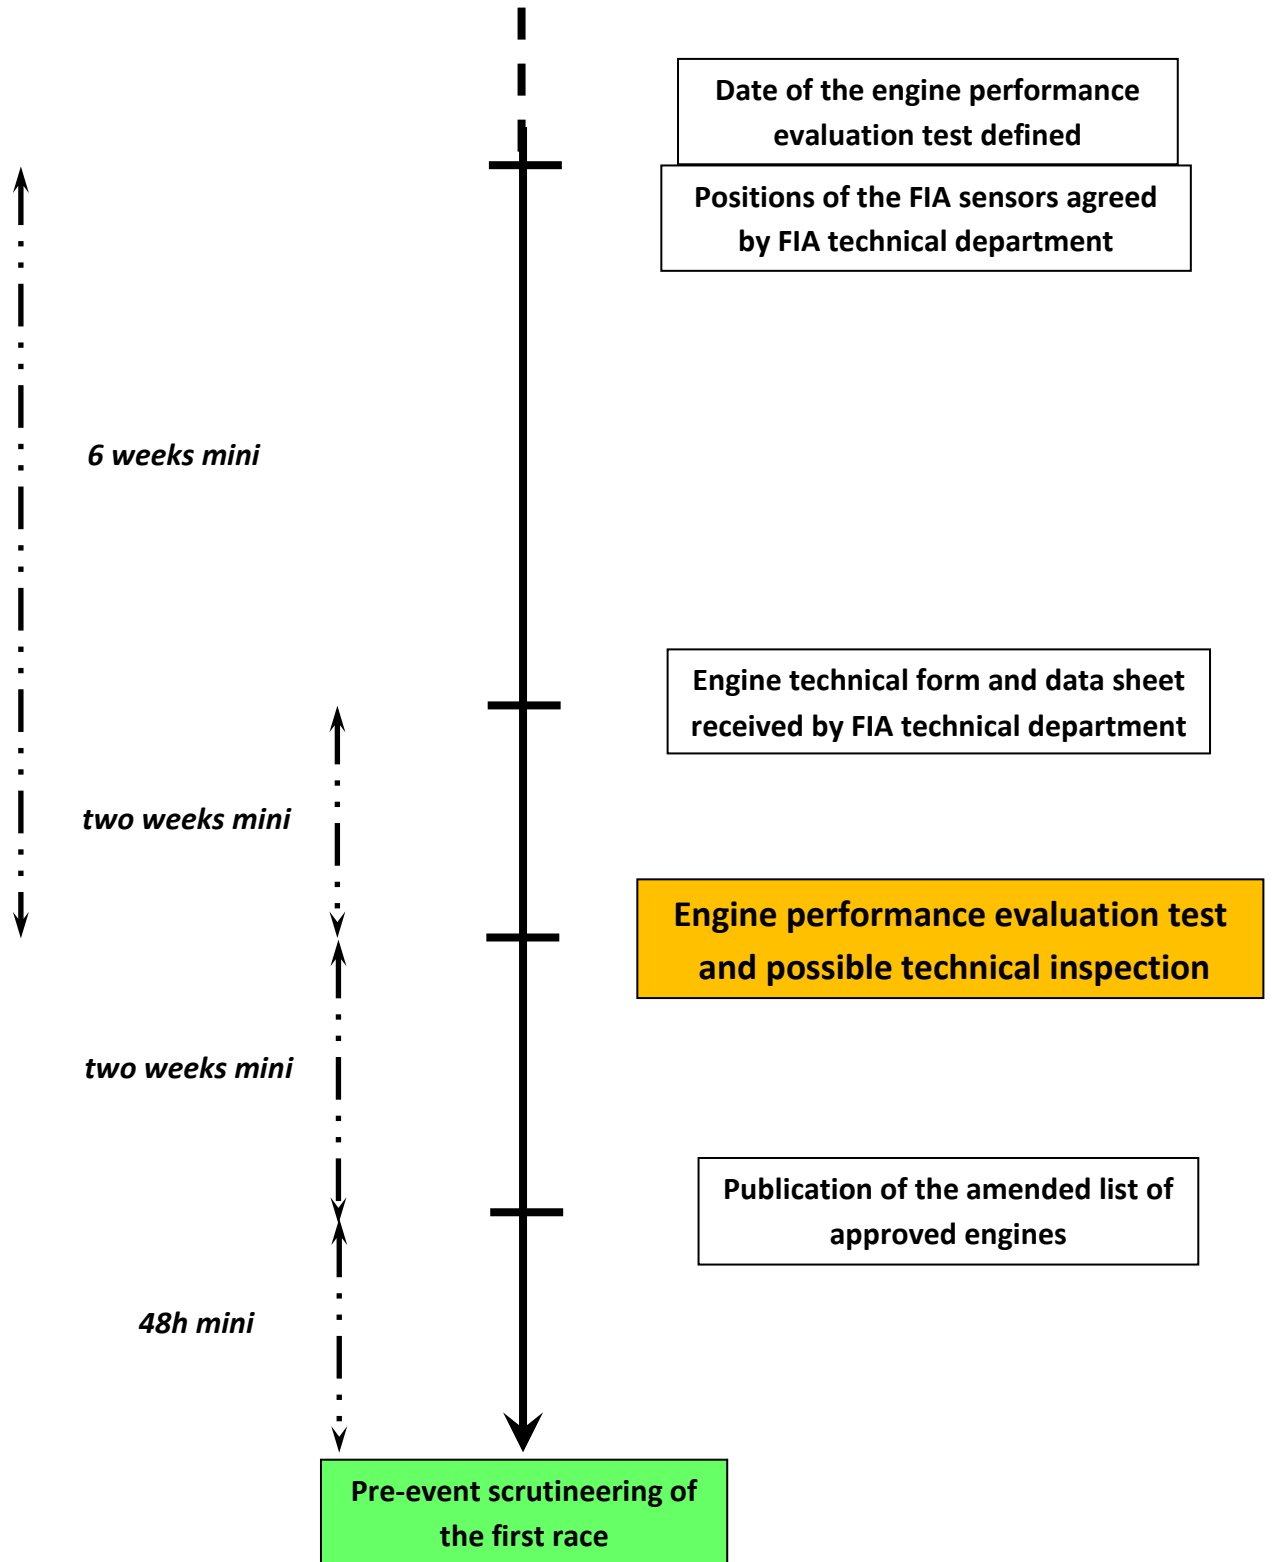 Date of the engine performance
evaluation test defined
Positions of the FIA sensors agreed
by FIA technical department
6 weeks mini
Engine technical form and data sheet
received by FIA technical department
two weeks mini
Engine performance evaluation test
and possible technical inspection
two weeks mini
Publication of the amended list of
approved engines
48h mini
Pre-event scrutineering of
the first race